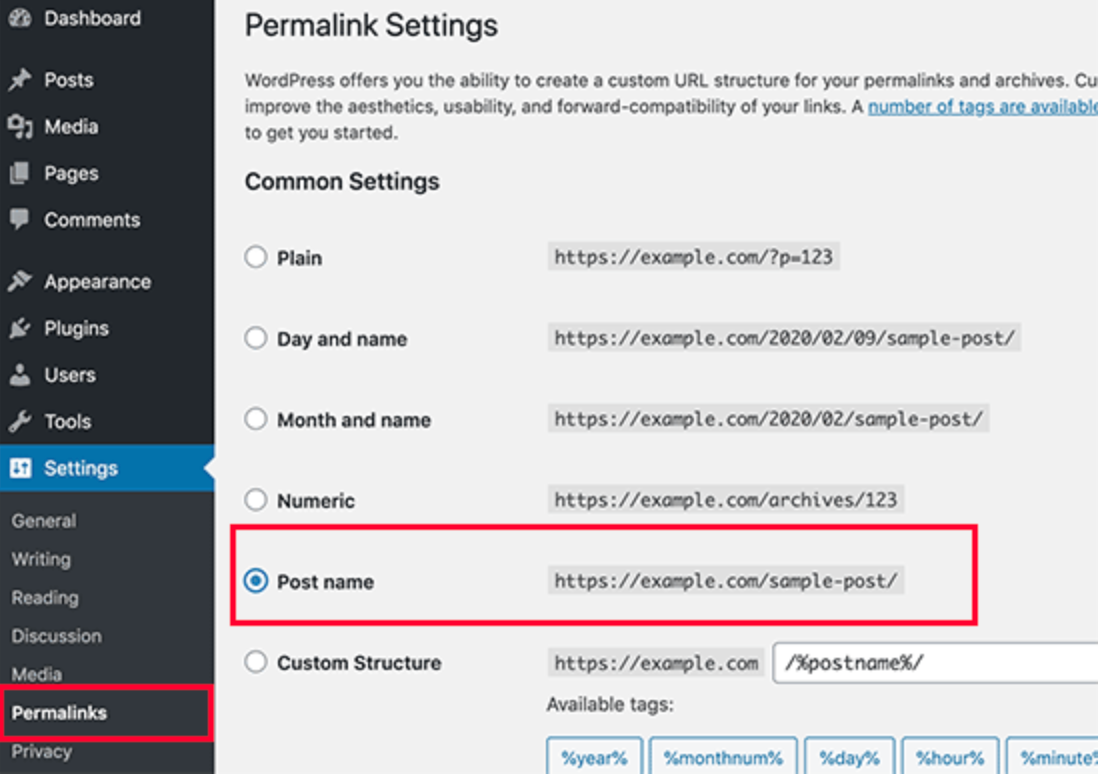 Dashboard
Posts
Media
Pages
Comments
Appearance
Plugins
Users
Tools
Settings
General
Writing
Reading
Discussion
Media
Permalinks
Privacy
Permalink Settings
WordPress offers you the ability to create a custom URL structure for your permalinks and archives. Cu
improve the aesthetics, usability, and forward-compatibility of your links. A number of tags are available
to get you started.
Common Settings
Plain https://example.com/?p=123
Day and name https://example.com/2020/02/09/sample-post/
Month and name https://example.com/2020/02/sample-post/
Numeric https://example.com/archives/123
Post name https://example.com/sample-post/
Custom Structure https://example.com /%postname%/
Available tags:
%year% %monthnum% %day% %hour% %minute%